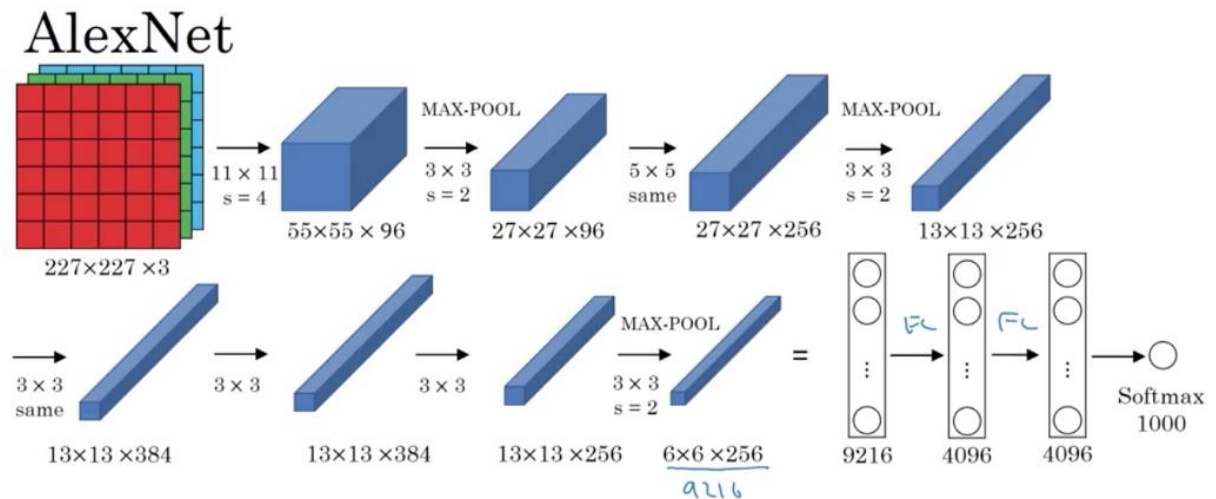 AlexNet
11 × 11
s = 4
MAX-POOL
3 × 3
s = 2
5 × 5
same
MAX-POOL
3 × 3
s = 2
227×227 ×3
55×55 × 96
27×27 ×96
27×27 ×256
13×13 ×256
3 × 3
same
3 × 3
3 × 3
MAX-POOL
3 × 3
s = 2
=
FC
FC
...
...
...
Softmax
1000
13×13 ×384
13×13 ×384
13×13 ×256
6×6 ×256
9216
9216
4096
4096